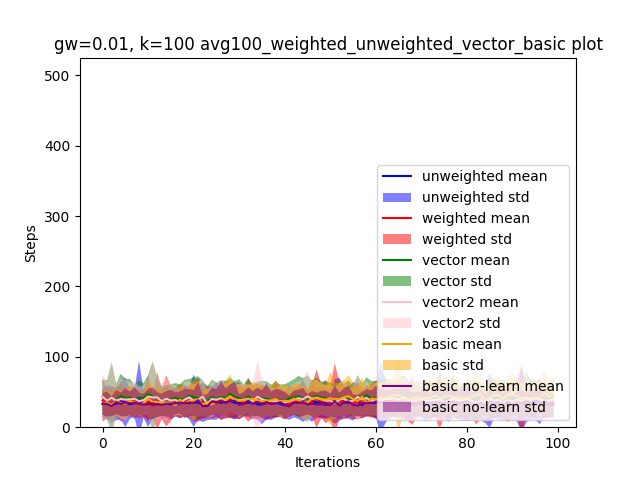 gw=0.01, k=100 avg100_weighted_unweighted_vector_basic plot
500
400
300
200
100
0
Steps
unweighted mean
unweighted std
weighted mean
weighted std
vector mean
vector std
vector2 mean
vector2 std
basic mean
basic std
basic no-learn mean
basic no-learn std
0 20 40 60 80 100
Iterations